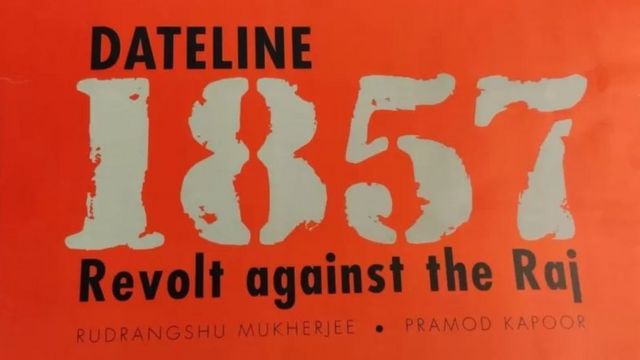 DATELINE
1857
Revolt against the Raj
RUDRANGSHU MUKHERJEE • PRAMOD KAPOOR